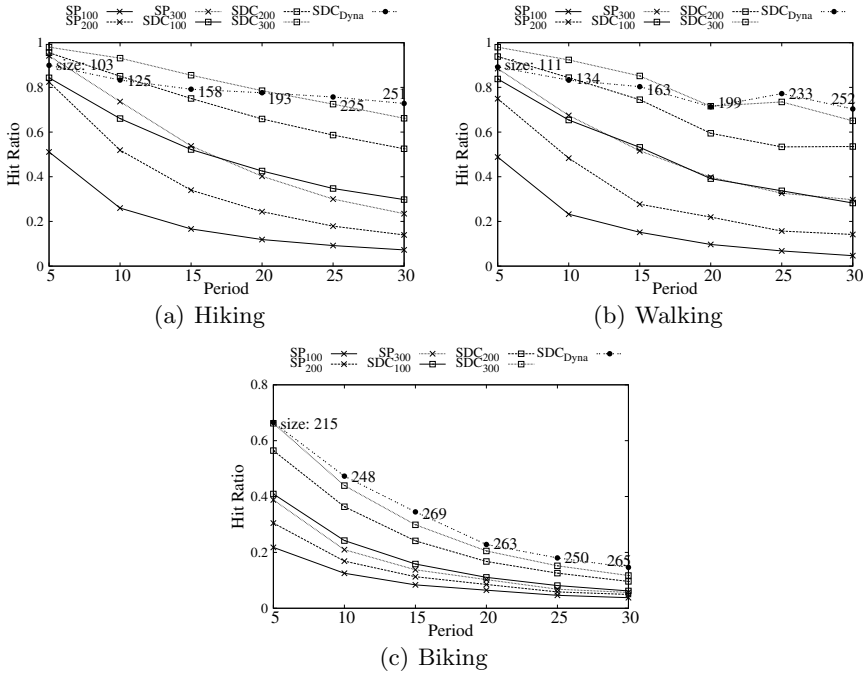 SP100 SP300 SDC200 SDCDyna
SP200 SDC100 SDC300
1
0.8
0.6
0.4
0.2
0
Hit Ratio
size: 103
125
158
193
225
251
5 10 15 20 25 30
Period
(a) Hiking
SP100 SP300 SDC200 SDCDyna
SP200 SDC100 SDC300
1
0.8
0.6
0.4
0.2
0
Hit Ratio
size: 111
134
163
199
233
252
5 10 15 20 25 30
Period
(b) Walking
SP100 SP300 SDC200 SDCDyna
SP200 SDC100 SDC300
0.8
0.6
0.4
0.2
0
Hit Ratio
size: 215
248
269
263
250
265
5 10 15 20 25 30
Period
(c) Biking